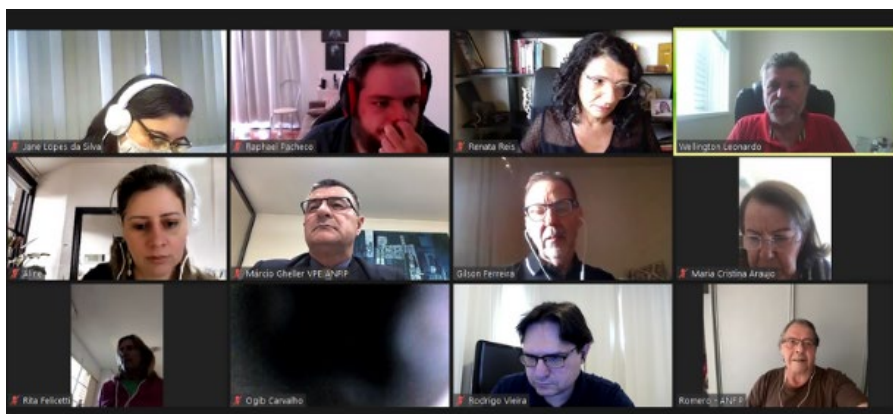 Jane Lopes da Silva
Raphael Pacheco
Renata Reis
Wellington Leonardo
Alice
Márcio Gheller VPE ANFIP
Gilson Ferreira
Maria Cristina Araujo
Rita Felicetti
Ogib Carvalho
Rodrigo Vieira
Romero - ANFIP